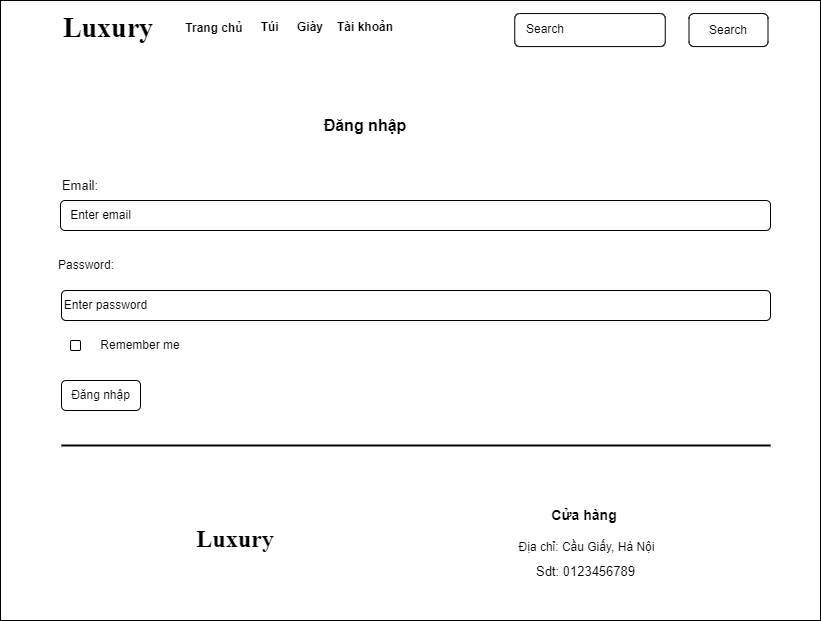 Luxury Trang chủ Túi Giày Tài khoản Search Search
Đăng nhập
Email:
Enter email
Password:
Enter password
Remember me
Đăng nhập
Luxury
Cửa hàng
Địa chỉ: Cầu Giấy, Hà Nội
Sdt: 0123456789